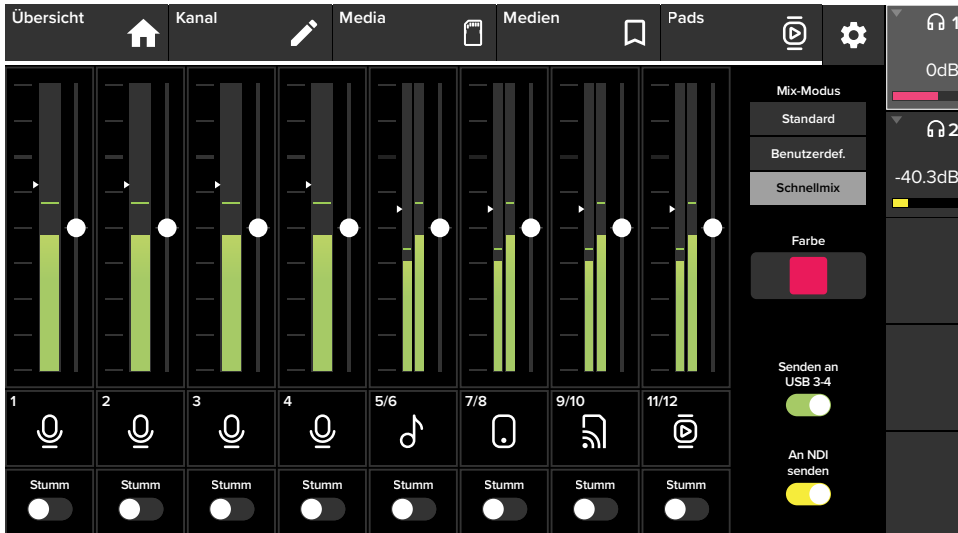 Übersicht
Kanal
Media
Medien
Pads
1
0dB
2
-40.3dB
Mix-Modus
Standard
Benutzerdef.
Schnellmix
Farbe
Senden an
USB 3-4
An NDI
senden
1
2
3
4
5/6
7/8
9/10
11/12
Stumm
Stumm
Stumm
Stumm
Stumm
Stumm
Stumm
Stumm